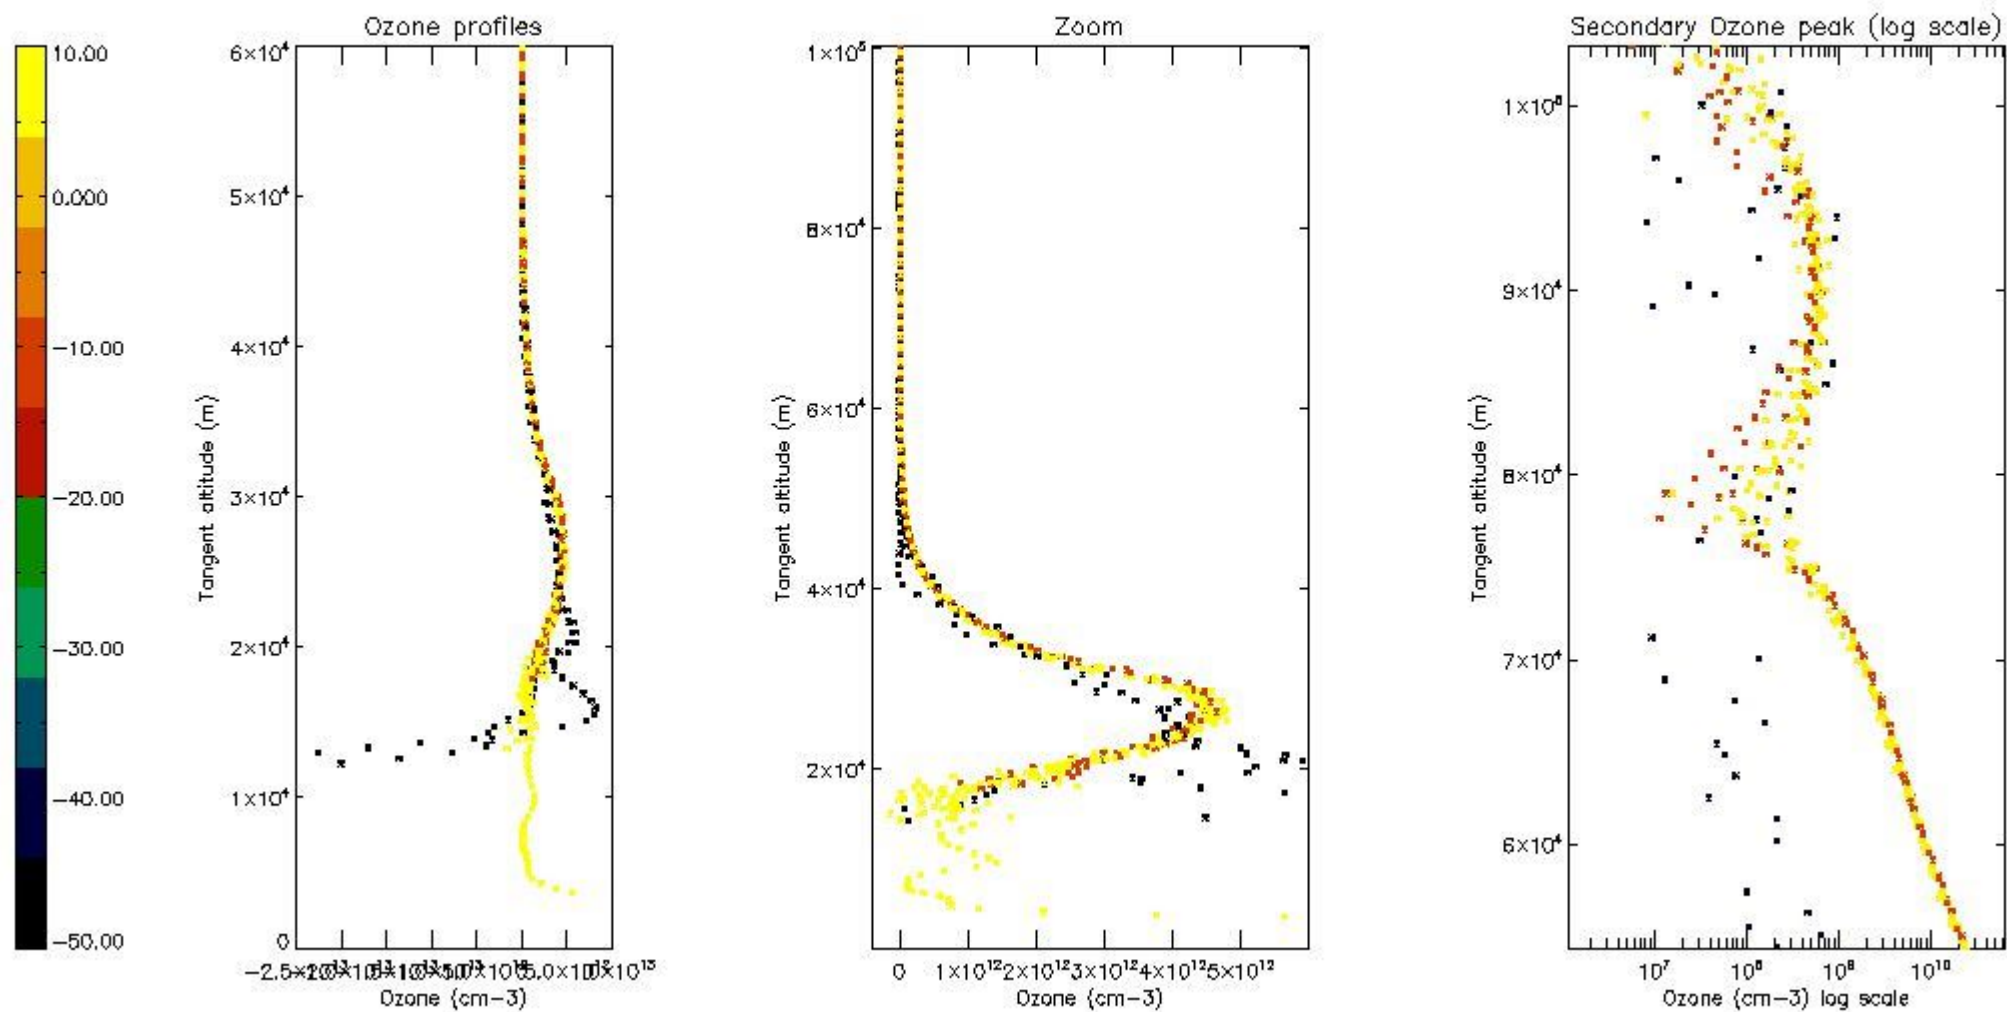 Ozone profiles
Zoom
Secondary Ozone peak (log scale)
10.00
0.000
−10.00
−20.00
−30.00
−40.00
−50.00
6×10⁴
5×10⁴
4×10⁴
3×10⁴
2×10⁴
1×10⁴
0
Tangent altitude (m)
Ozone (cm−3)
1×10⁵
8×10⁴
6×10⁴
4×10⁴
2×10⁴
Tangent altitude (m)
0 1×10¹² 2×10¹² 3×10¹² 4×10¹² 5×10¹²
Ozone (cm−3)
9×10⁴
8×10⁴
7×10⁴
6×10⁴
Tangent altitude (m)
10⁷ 10⁸ 10⁹ 10¹⁰
Ozone (cm−3) log scale